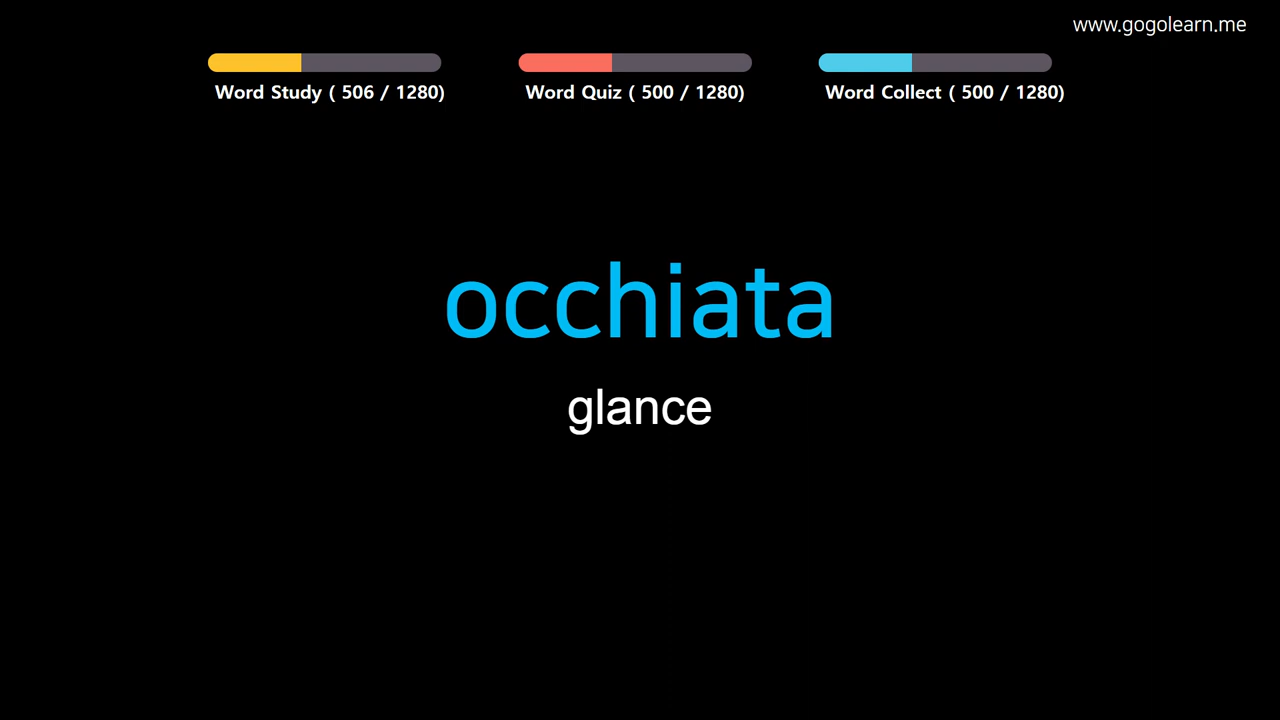 www.gogolearn.me
Word Study ( 506 / 1280)
Word Quiz ( 500 / 1280)
Word Collect ( 500 / 1280)
occhiata
glance